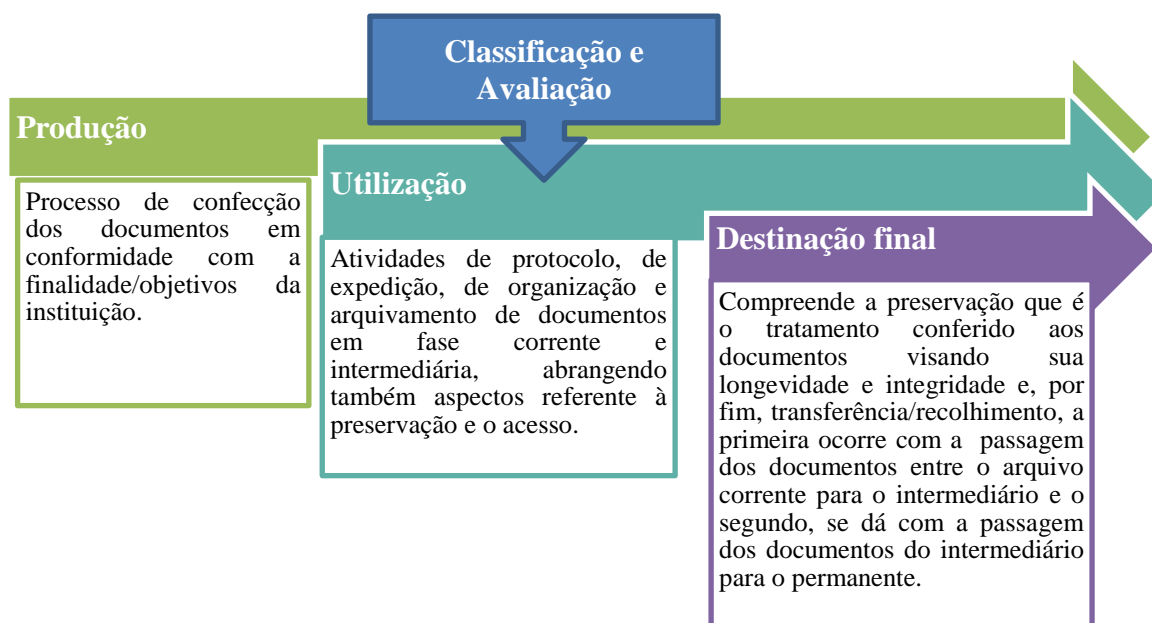 Classificação e
Avaliação
Produção
Processo de confecção
dos documentos em
conformidade com a
finalidade/objetivos da
instituição.
Utilização
Atividades de protocolo, de
expedição, de organização e
arquivamento de documentos
em fase corrente e
intermediária, abrangendo
também aspectos referente à
preservação e o acesso.
Destinação final
Compreende a preservação que é
o tratamento conferido aos
documentos visando sua
longevidade e integridade e, por
fim, transferência/recolhimento, a
primeira ocorre com a passagem
dos documentos entre o arquivo
corrente para o intermediário e o
segundo, se dá com a passagem
dos documentos do intermediário
para o permanente.